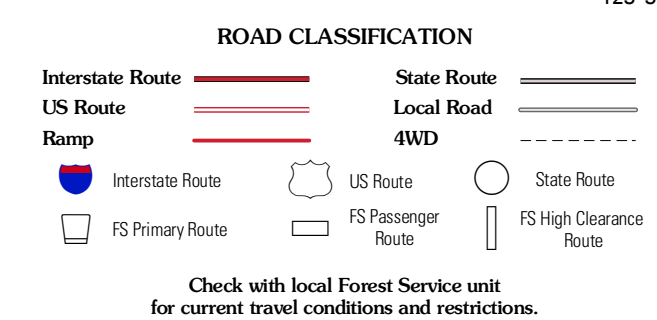 ROAD CLASSIFICATION
Interstate Route State Route
US Route Local Road
Ramp 4WD
Interstate Route US Route State Route
FS Primary Route FS Passenger Route FS High Clearance Route
Check with local Forest Service unit
for current travel conditions and restrictions.